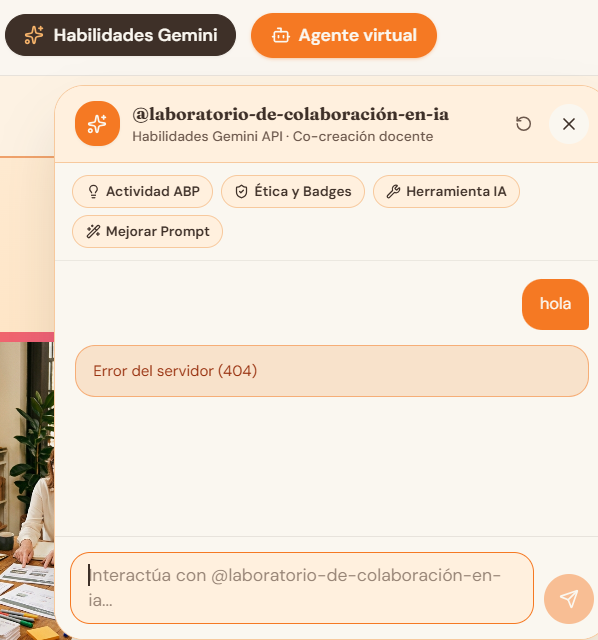 Habilidades Gemini
Agente virtual
@laboratorio-de-colaboración-en-ia
Habilidades Gemini API · Co-creación docente
Actividad ABP
Ética y Badges
Herramienta IA
Mejorar Prompt
hola
Error del servidor (404)
Interactúa con @laboratorio-de-colaboración-en-
ia...